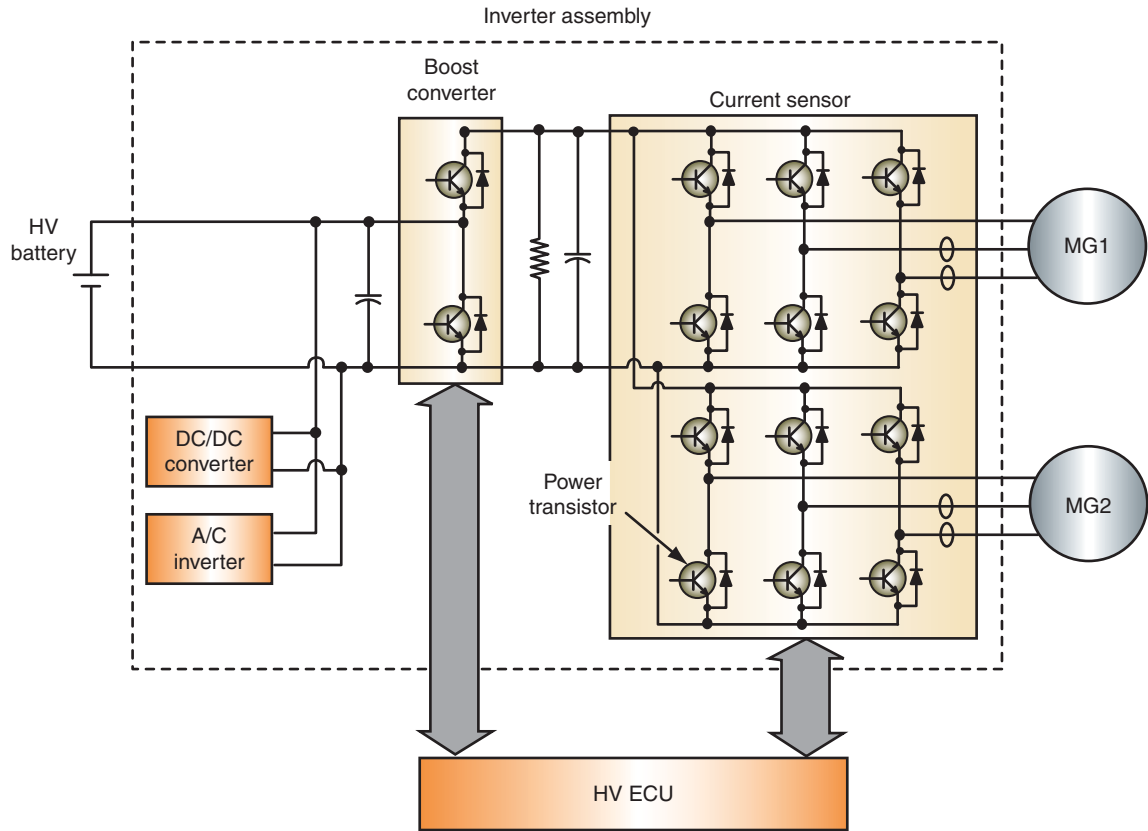 Inverter assembly
Boost
converter
Current sensor
HV
battery
MG1
DC/DC
converter
Power
transistor
MG2
A/C
inverter
HV ECU